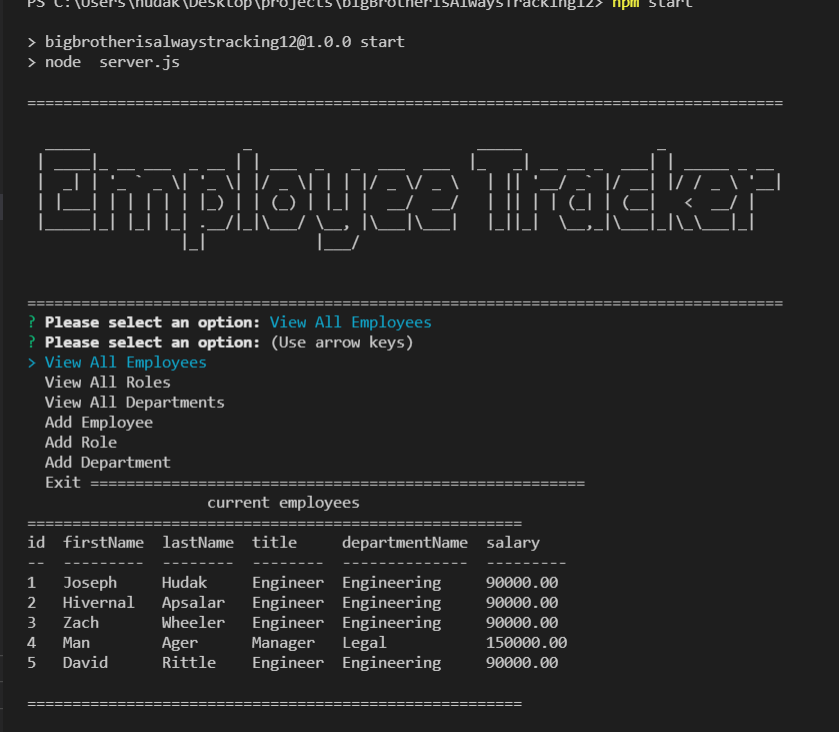 PS C:\Users\hudak\Desktop\projects\bigBrotherIsAlwaysTracking12> npm start
> bigbrotherisalwaystracking12@1.0.0 start
> node  server.js
====================================================================================
Employee Tracker
====================================================================================
? Please select an option: View All Employees
? Please select an option: (Use arrow keys)
> View All Employees
  View All Roles
  View All Departments
  Add Employee
  Add Role
  Add Department
  Exit =======================================================
                    current employees
=======================================================
id  firstName  lastName  title     departmentName  salary
--  ---------  --------  --------  --------------  ---------
1   Joseph     Hudak     Engineer  Engineering     90000.00
2   Hivernal   Apsalar   Engineer  Engineering     90000.00
3   Zach       Wheeler   Engineer  Engineering     90000.00
4   Man        Ager      Manager   Legal           150000.00
5   David      Rittle    Engineer  Engineering     90000.00
=======================================================